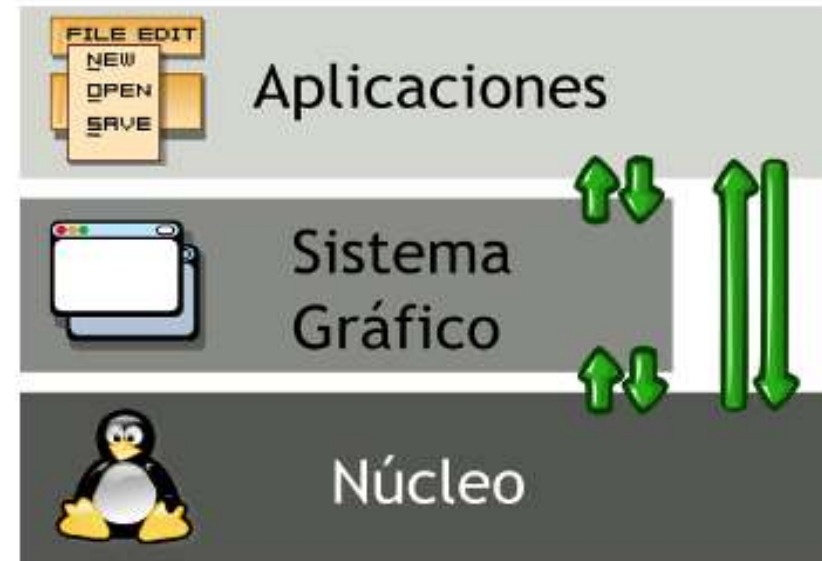 FILE EDIT
NEW
OPEN
SAVE
Aplicaciones
Sistema
Gráfico
Núcleo